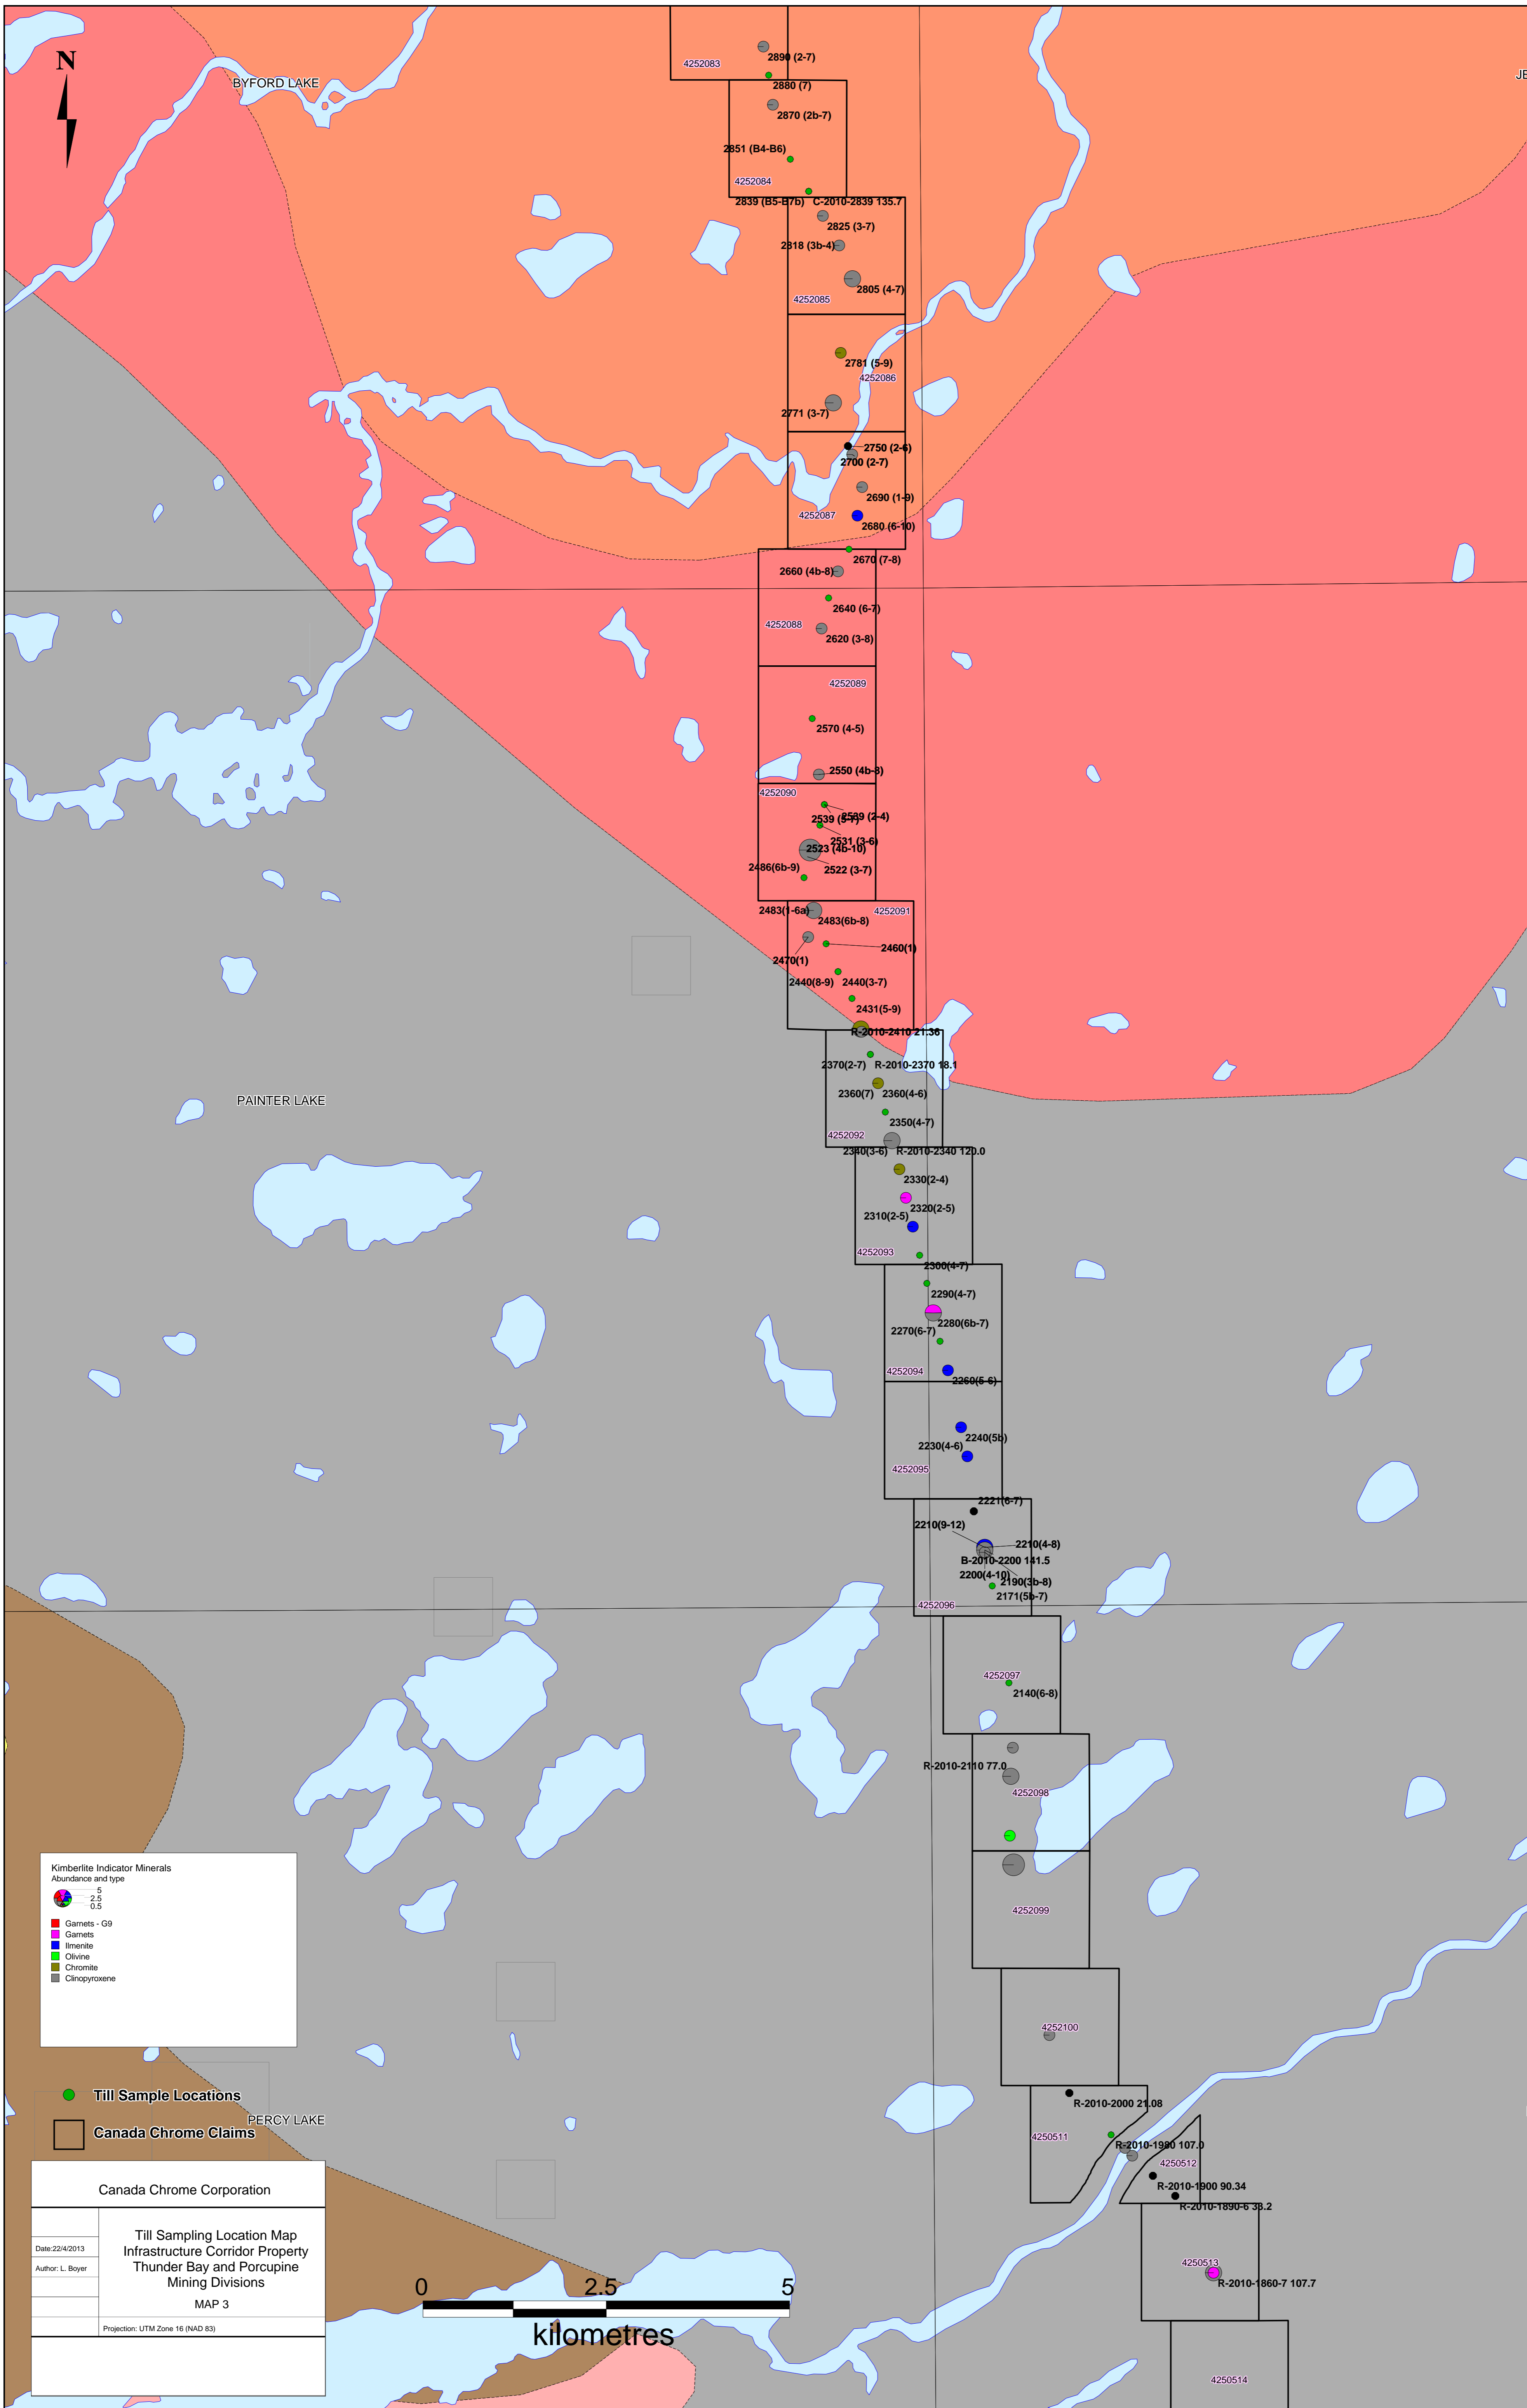 N
BYFORD LAKE
JE
4252083
2890 (2-7)
2880 (7)
2870 (2b-7)
2851 (B4-B6)
4252084
2839 (B5-B7b)
C-2010-2839 135.7
2825 (3-7)
2818 (3b-4)
2805 (4-7)
4252085
2781 (5-9)
4252086
2771 (3-7)
2750 (2-6)
2700 (2-7)
2690 (1-9)
4252087
2680 (6-10)
2670 (7-8)
2660 (4b-8)
2640 (6-7)
4252088
2620 (3-8)
4252089
2570 (4-5)
2550 (4b-8)
4252090
2539 (2-4)
2539 (5-7)
2531 (3-6)
2523 (4b-10)
2486(6b-9)
2522 (3-7)
2483(1-6a)
4252091
2483(6b-8)
2460(1)
2470(1)
2440(8-9)
2440(3-7)
2431(5-9)
R-2010-2410 21.36
2370(2-7)
R-2010-2370 18.1
2360(7)
2360(4-6)
PAINTER LAKE
2350(4-7)
4252092
2340(3-6)
R-2010-2340 120.0
2330(2-4)
2320(2-5)
2310(2-5)
4252093
2300(4-7)
2290(4-7)
2280(6b-7)
2270(6-7)
4252094
2260(5-6)
2240(5b)
2230(4-6)
4252095
2221(6-7)
2210(9-12)
2210(4-8)
B-2010-2200 141.5
2200(4-10)
2190(3b-8)
2171(5b-7)
4252096
4252097
2140(6-8)
R-2010-2110 77.0
4252098
4252099
4252100
R-2010-2000 21.08
4250511
R-2010-1980 107.0
4250512
R-2010-1900 90.34
R-2010-1890-6 33.2
4250513
R-2010-1860-7 107.7
4250514
Kimberlite Indicator Minerals
Abundance and type
5
2.5
0.5
Garnets - G9
Garnets
Ilmenite
Olivine
Chromite
Clinopyroxene
Till Sample Locations
PERCY LAKE
Canada Chrome Claims
Canada Chrome Corporation
Till Sampling Location Map
Infrastructure Corridor Property
Thunder Bay and Porcupine
Mining Divisions
MAP 3
Date:22/4/2013
Author: L. Boyer
Projection: UTM Zone 16 (NAD 83)
0 2.5 5
kilometres